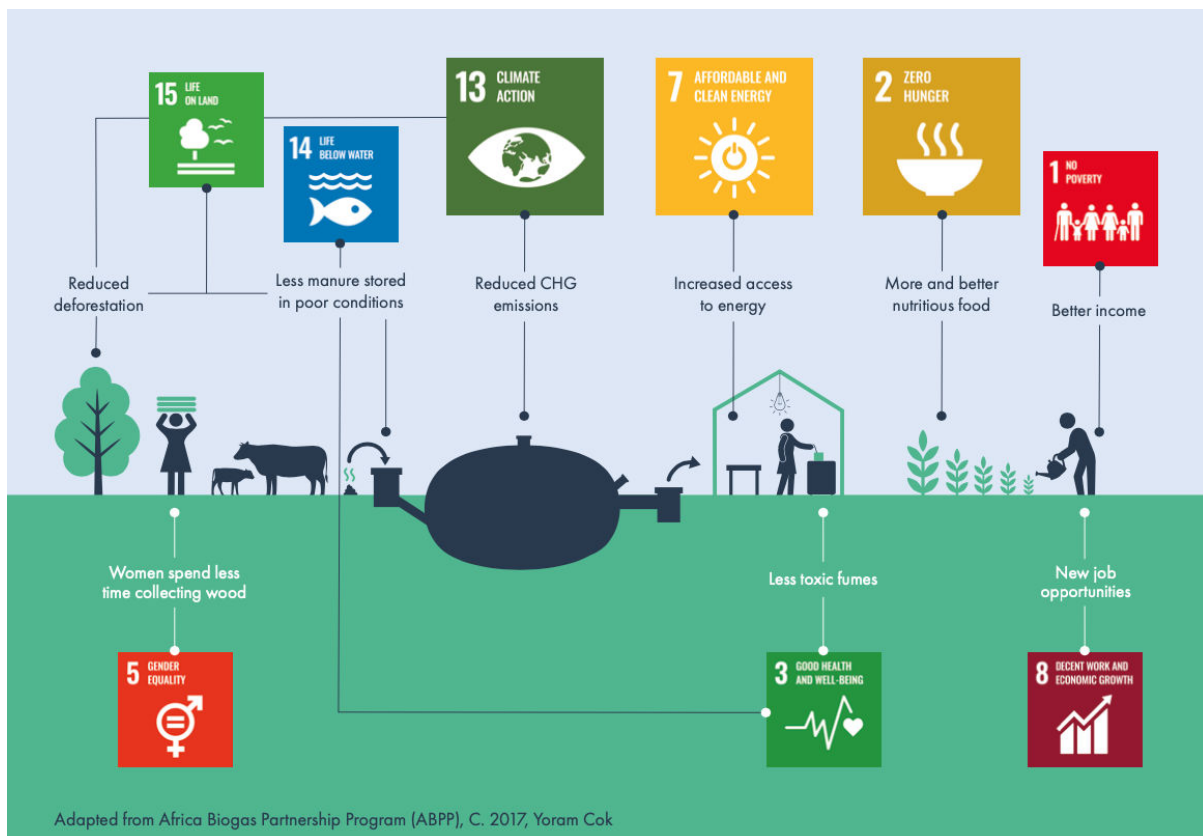 15 LIFE
ON LAND
14 LIFE
BELOW WATER
13 CLIMATE
ACTION
7 AFFORDABLE AND
CLEAN ENERGY
2 ZERO
HUNGER
1 NO
POVERTY
Reduced
deforestation
Less manure stored
in poor conditions
Reduced CHG
emissions
Increased access
to energy
More and better
nutritious food
Better income
Women spend less
time collecting wood
Less toxic fumes
New job
opportunities
5 GENDER
EQUALITY
3 GOOD HEALTH
AND WELL-BEING
8 DECENT WORK AND
ECONOMIC GROWTH
Adapted from Africa Biogas Partnership Program (ABPP), C. 2017, Yoram Cok